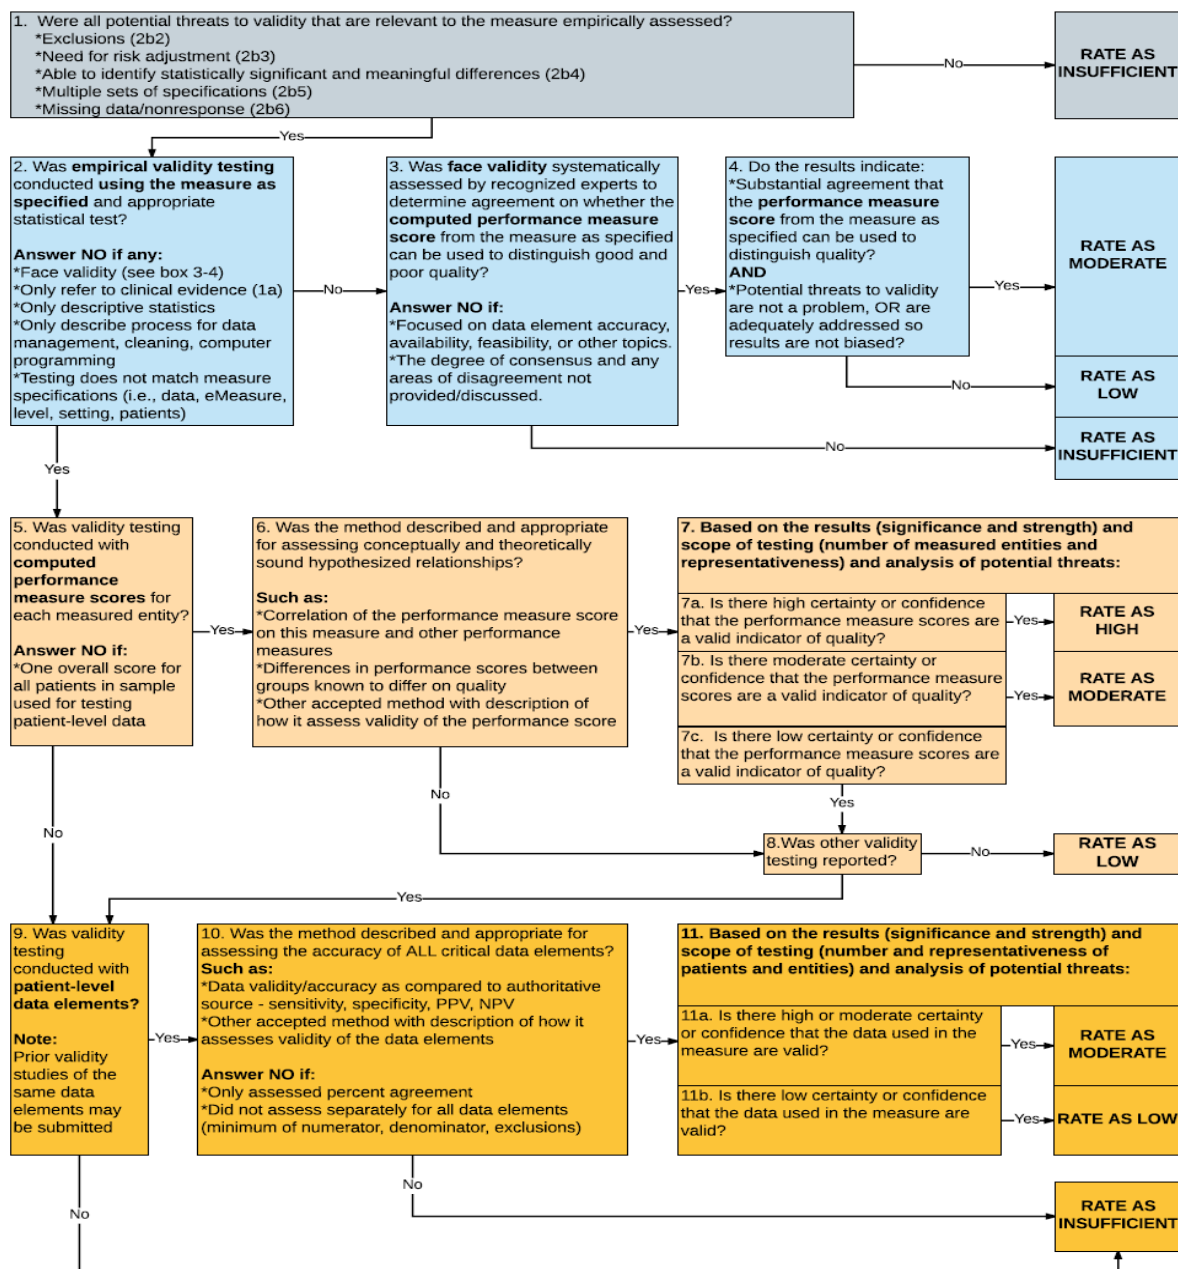 1.  Were all potential threats to validity that are relevant to the measure empirically assessed?
*Exclusions (2b2)
*Need for risk adjustment (2b3)
*Able to identify statistically significant and meaningful differences (2b4)
*Multiple sets of specifications (2b5)
*Missing data/nonresponse (2b6)
No
RATE AS
INSUFFICIENT
Yes
2. Was empirical validity testing
conducted using the measure as
specified and appropriate
statistical test?
Answer NO if any:
*Face validity (see box 3-4)
*Only refer to clinical evidence (1a)
*Only descriptive statistics
*Only describe process for data
management, cleaning, computer
programming
*Testing does not match measure
specifications (i.e., data, eMeasure,
level, setting, patients)
No
3. Was face validity systematically
assessed by recognized experts to
determine agreement on whether the
computed performance measure
score from the measure as specified
can be used to distinguish good and
poor quality?
Answer NO if:
*Focused on data element accuracy,
availability, feasibility, or other topics.
*The degree of consensus and any
areas of disagreement not
provided/discussed.
Yes
4. Do the results indicate:
*Substantial agreement that
the performance measure
score from the measure as
specified can be used to
distinguish quality?
AND
*Potential threats to validity
are not a problem, OR are
adequately addressed so
results are not biased?
Yes
RATE AS
MODERATE
No
RATE AS
LOW
No
RATE AS
INSUFFICIENT
Yes
5. Was validity testing
conducted with
computed
performance
measure scores for
each measured entity?
Answer NO if:
*One overall score for
all patients in sample
used for testing
patient-level data
Yes
6. Was the method described and appropriate
for assessing conceptually and theoretically
sound hypothesized relationships?
Such as:
*Correlation of the performance measure score
on this measure and other performance
measures
*Differences in performance scores between
groups known to differ on quality
*Other accepted method with description of
how it assess validity of the performance score
Yes
7. Based on the results (significance and strength) and
scope of testing (number of measured entities and
representativeness) and analysis of potential threats:
7a. Is there high certainty or confidence
that the performance measure scores are
a valid indicator of quality?
Yes
RATE AS
HIGH
7b. Is there moderate certainty or
confidence that the performance measure
scores are a valid indicator of quality?
Yes
RATE AS
MODERATE
7c.  Is there low certainty or confidence
that the performance measure scores are
a valid indicator of quality?
No
Yes
No
8.Was other validity
testing reported?
No
RATE AS
LOW
Yes
9. Was validity
testing
conducted with
patient-level
data elements?
Note:
Prior validity
studies of the
same data
elements may
be submitted
Yes
10. Was the method described and appropriate for
assessing the accuracy of ALL critical data elements?
Such as:
*Data validity/accuracy as compared to authoritative
source - sensitivity, specificity, PPV, NPV
*Other accepted method with description of how it
assesses validity of the data elements
Answer NO if:
*Only assessed percent agreement
*Did not assess separately for all data elements
(minimum of numerator, denominator, exclusions)
Yes
11. Based on the results (significance and strength) and
scope of testing (number and representativeness of
patients and entities) and analysis of potential threats:
11a. Is there high or moderate certainty
or confidence that the data used in the
measure are valid?
Yes
RATE AS
MODERATE
11b. Is there low certainty or confidence
that the data used in the measure are
valid?
Yes
RATE AS LOW
No
No
RATE AS
INSUFFICIENT